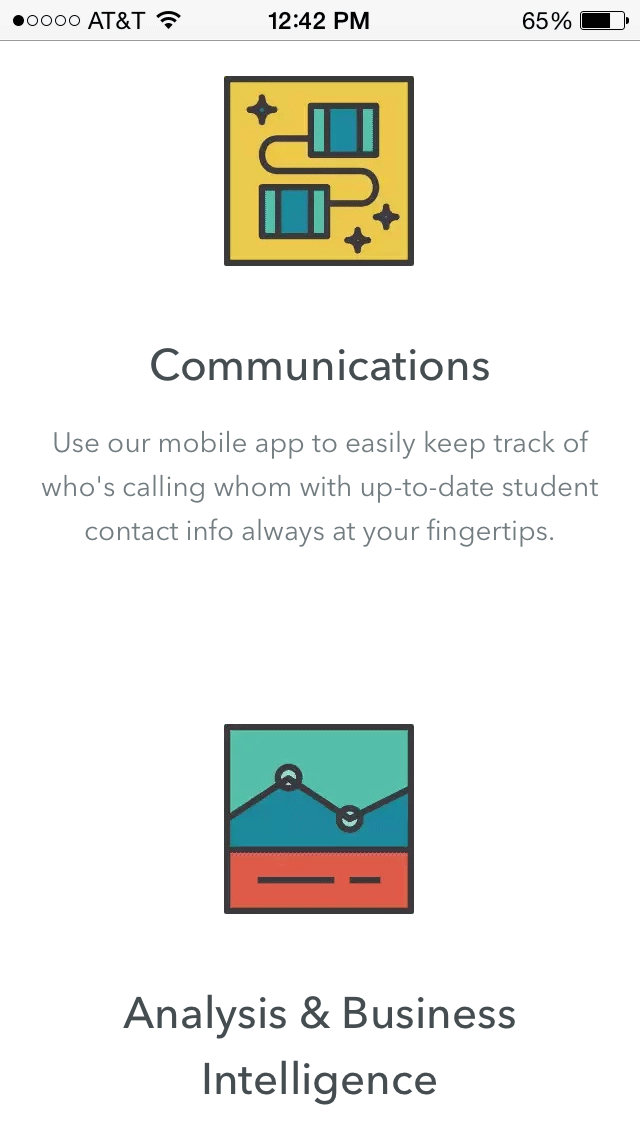 AT&T 12:42 PM 65%
Communications
Use our mobile app to easily keep track of
who's calling whom with up-to-date student
contact info always at your fingertips.
Analysis & Business
Intelligence